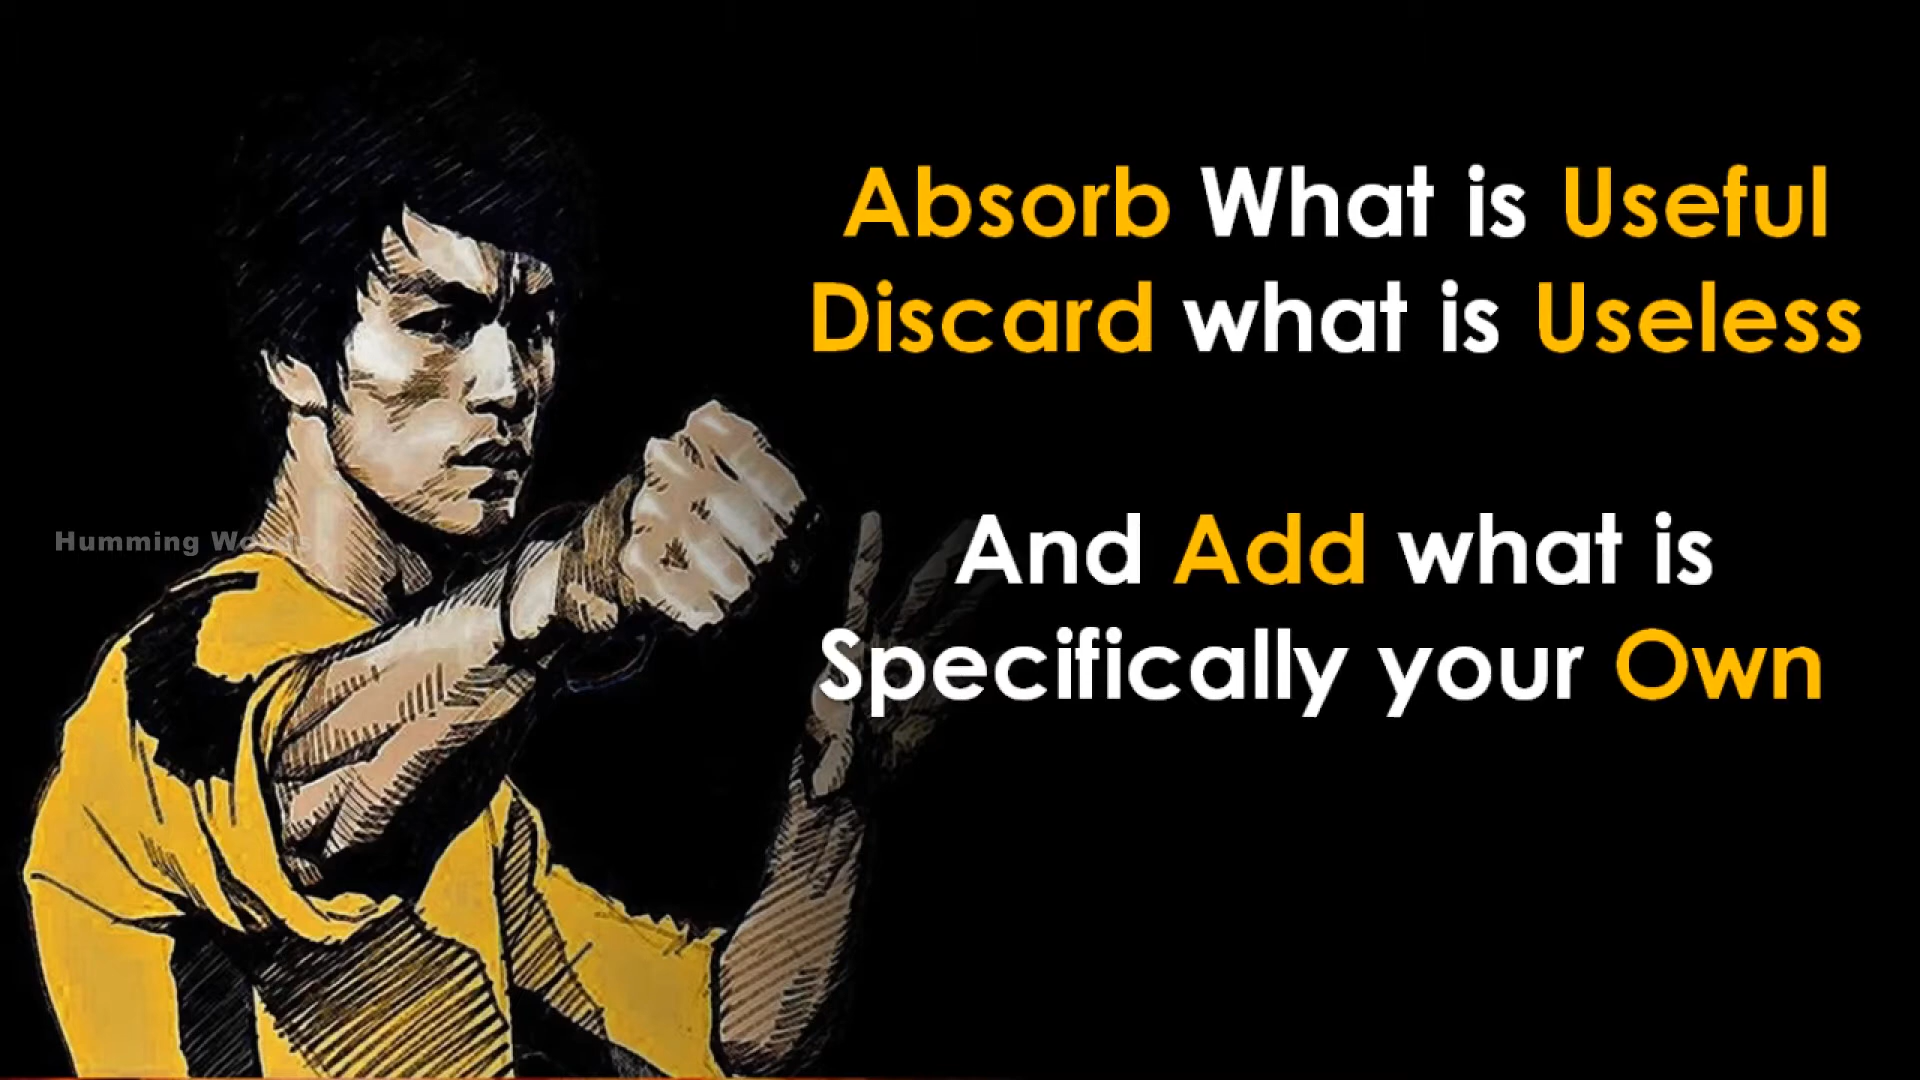 Absorb What is Useful
Discard what is Useless
And Add what is
Specifically your Own
Humming